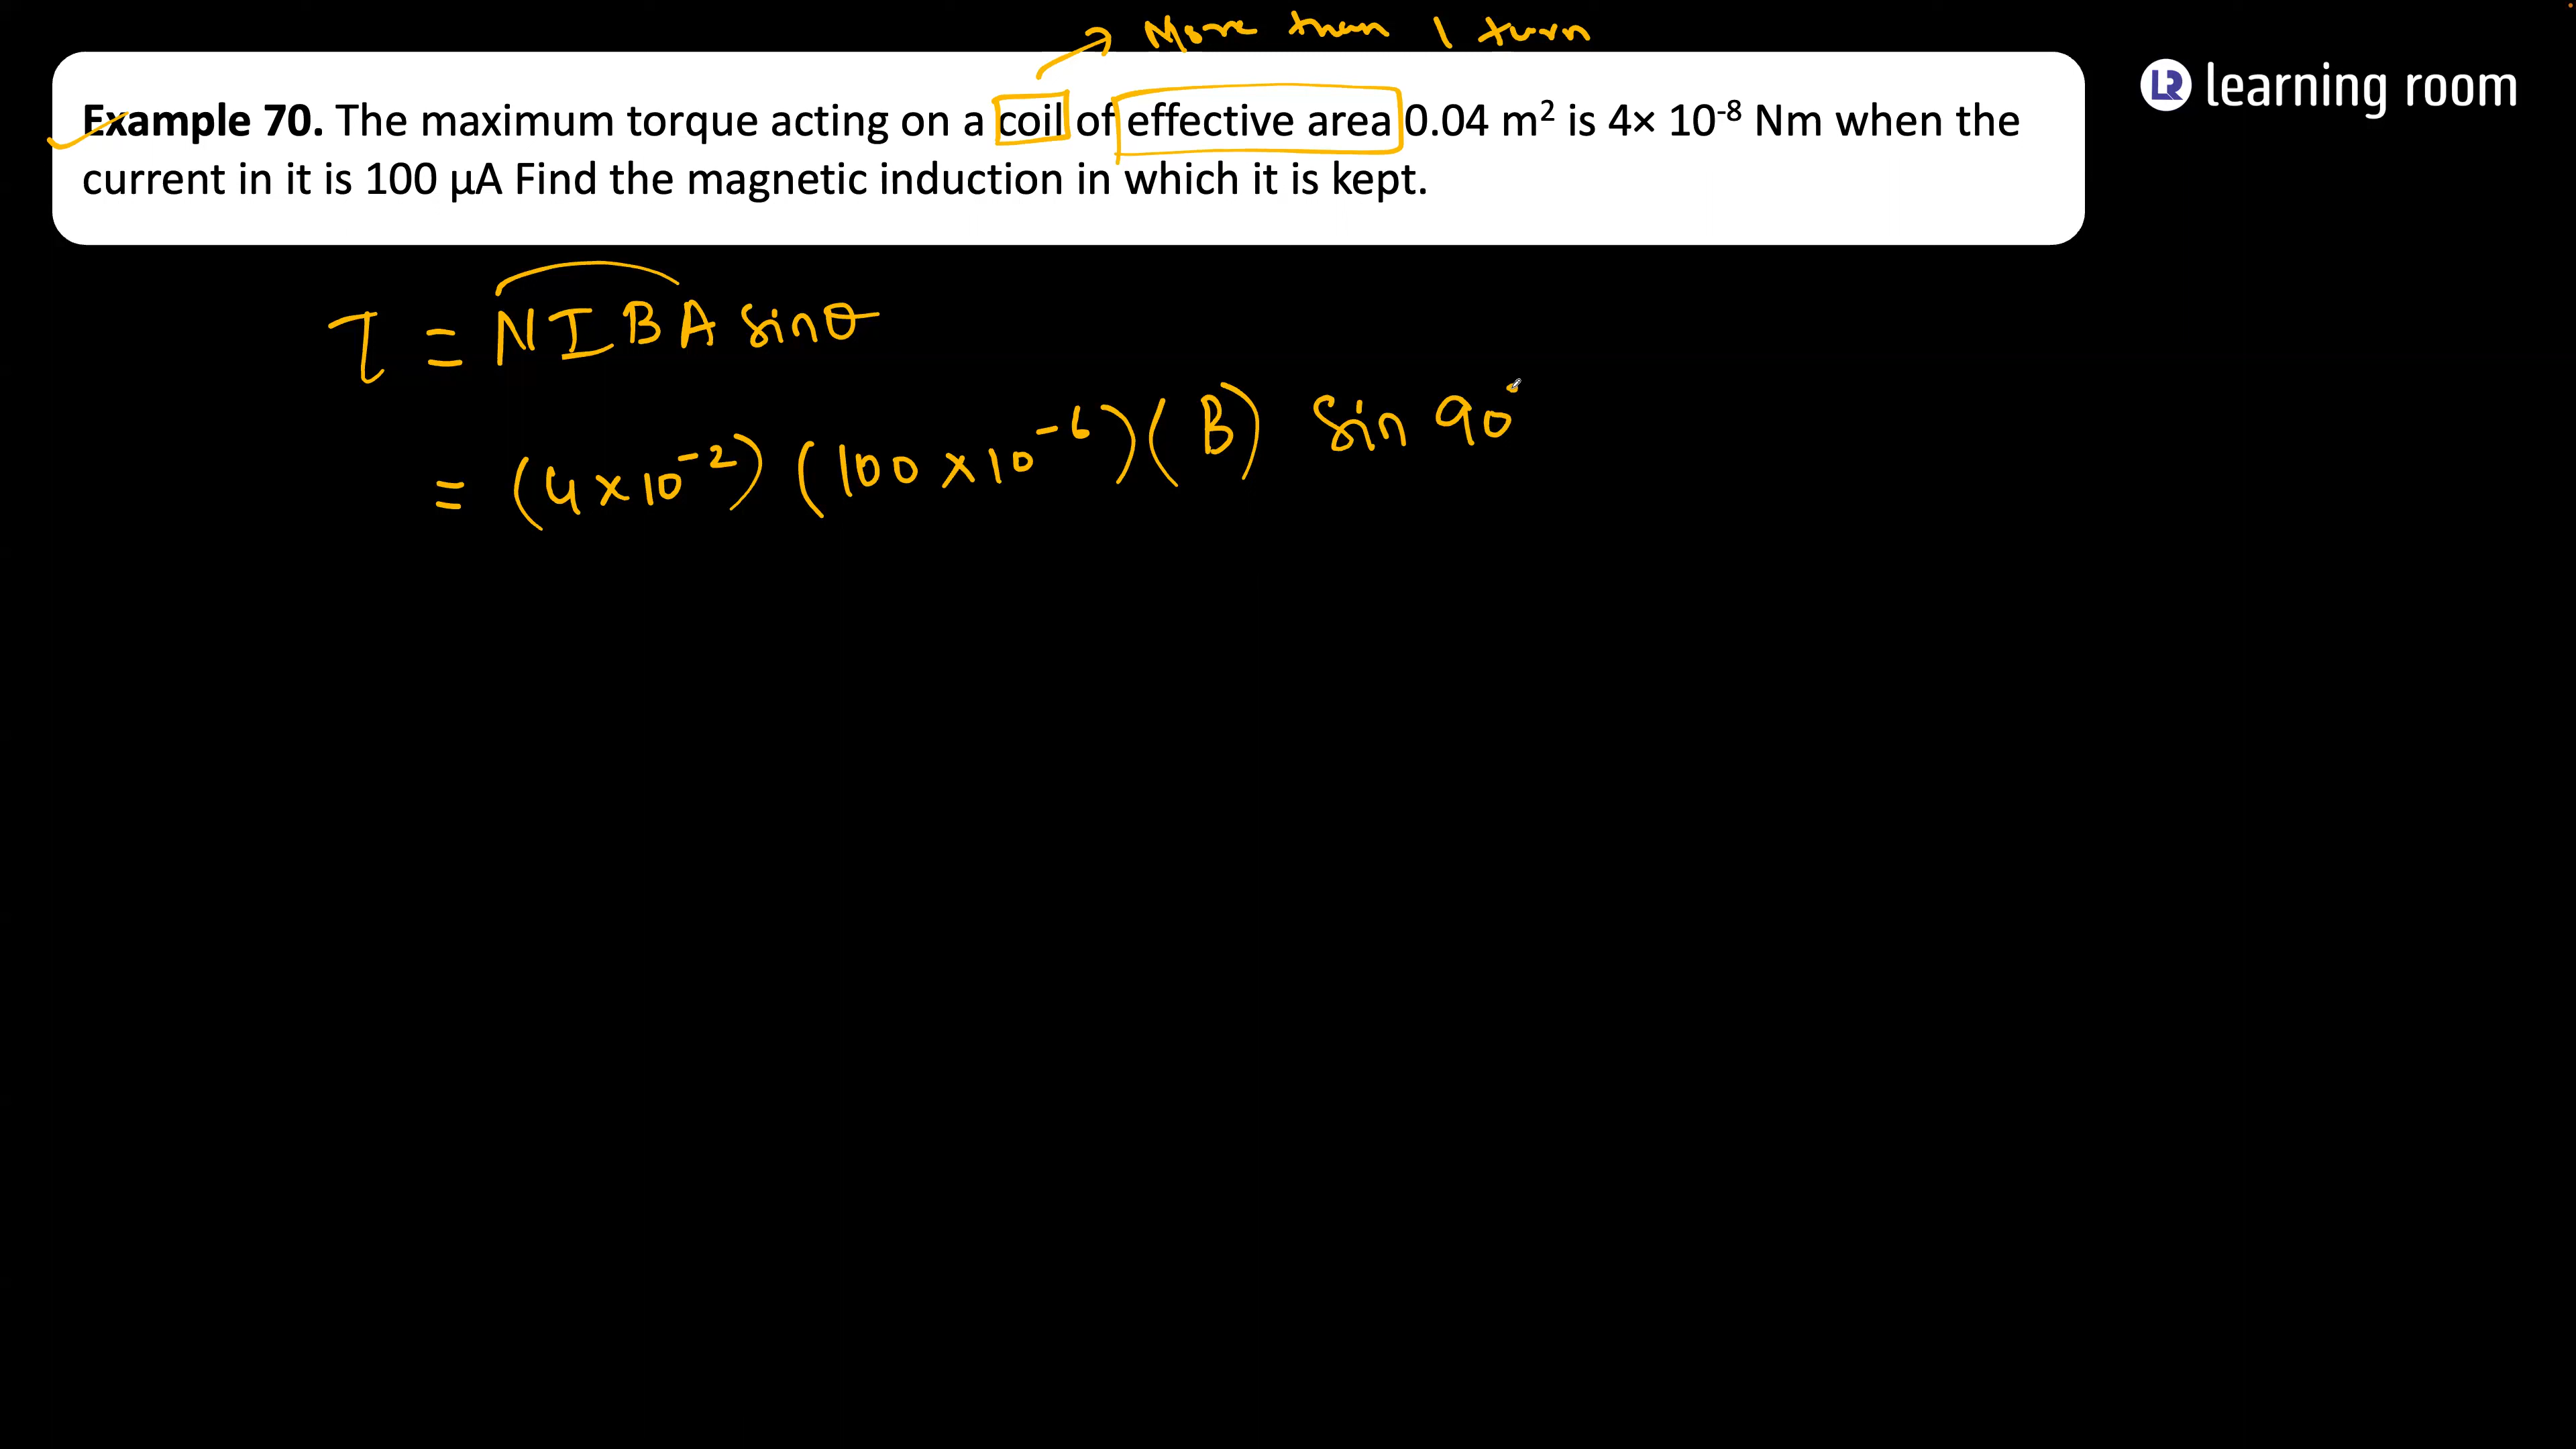 More than 1 turn
Example 70. The maximum torque acting on a coil of effective area 0.04 m² is 4× 10⁻⁸ Nm when the
current in it is 100 µA Find the magnetic induction in which it is kept.
learning room
τ = NIBA sinθ
= (4×10⁻²) (100×10⁻⁶) (B) sin 90°